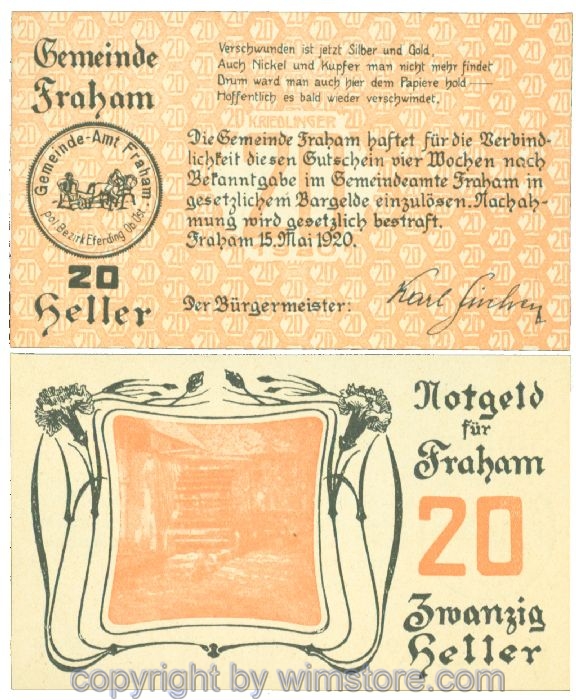 Gemeinde
Fraham
Verschwunden ist jetzt Silber und Gold,
Auch Nickel und Kupfer man nicht mehr findet
Drum ward man auch hier dem Papiere hold —
Hoffentlich es bald wieder verschwindet.
KRIEGLINGER
Die Gemeinde Fraham haftet für die Verbind-
lichkeit diesen Gutschein vier Wochen nach
Bekanntgabe im Gemeindeamte Fraham in
gesetzlichem Bargelde einzulösen. Nachah-
mung wird gesetzlich bestraft.
Fraham 15. Mai 1920.
Gemeinde-Amt Fraham
pol. Bezirk Eferding Ob. Öst.
20
Heller
Der Bürgermeister:
Notgeld
für
Fraham
20
Zwanzig
Heller
copyright by wimstore.com